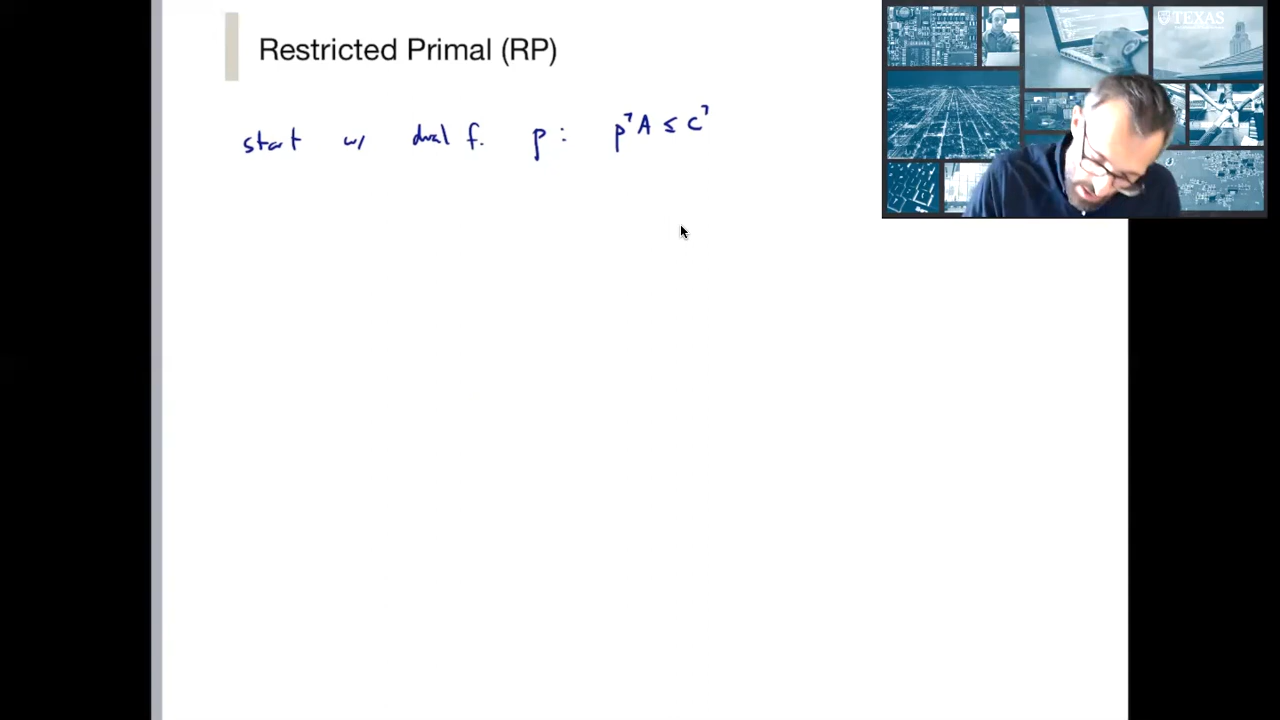 Restricted Primal (RP)
TEXAS
start w/ dual f. p : pᵀA ≤ cᵀ